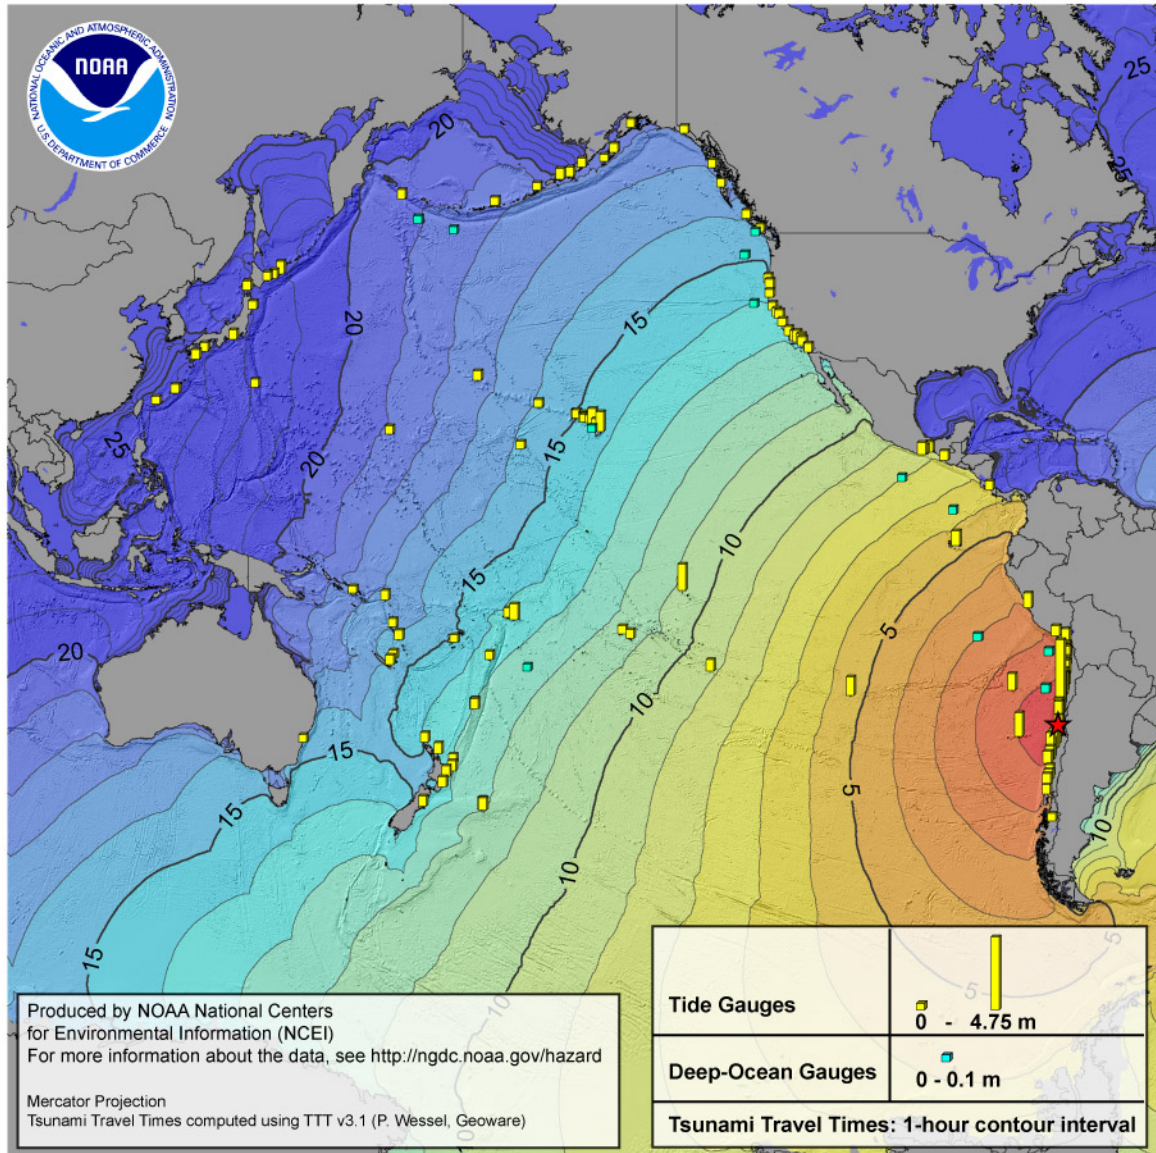 NATIONAL OCEANIC AND ATMOSPHERIC ADMINISTRATION
NOAA
U.S. DEPARTMENT OF COMMERCE
20
25
25
20
15
20
15
25
10
15
5
20
10
15
5
15
10
10
15
5
5
10
10
Produced by NOAA National Centers
for Environmental Information (NCEI)
For more information about the data, see http://ngdc.noaa.gov/hazard
Mercator Projection
Tsunami Travel Times computed using TTT v3.1 (P. Wessel, Geoware)
Tide Gauges
0 - 4.75 m
Deep-Ocean Gauges
0 - 0.1 m
Tsunami Travel Times: 1-hour contour interval